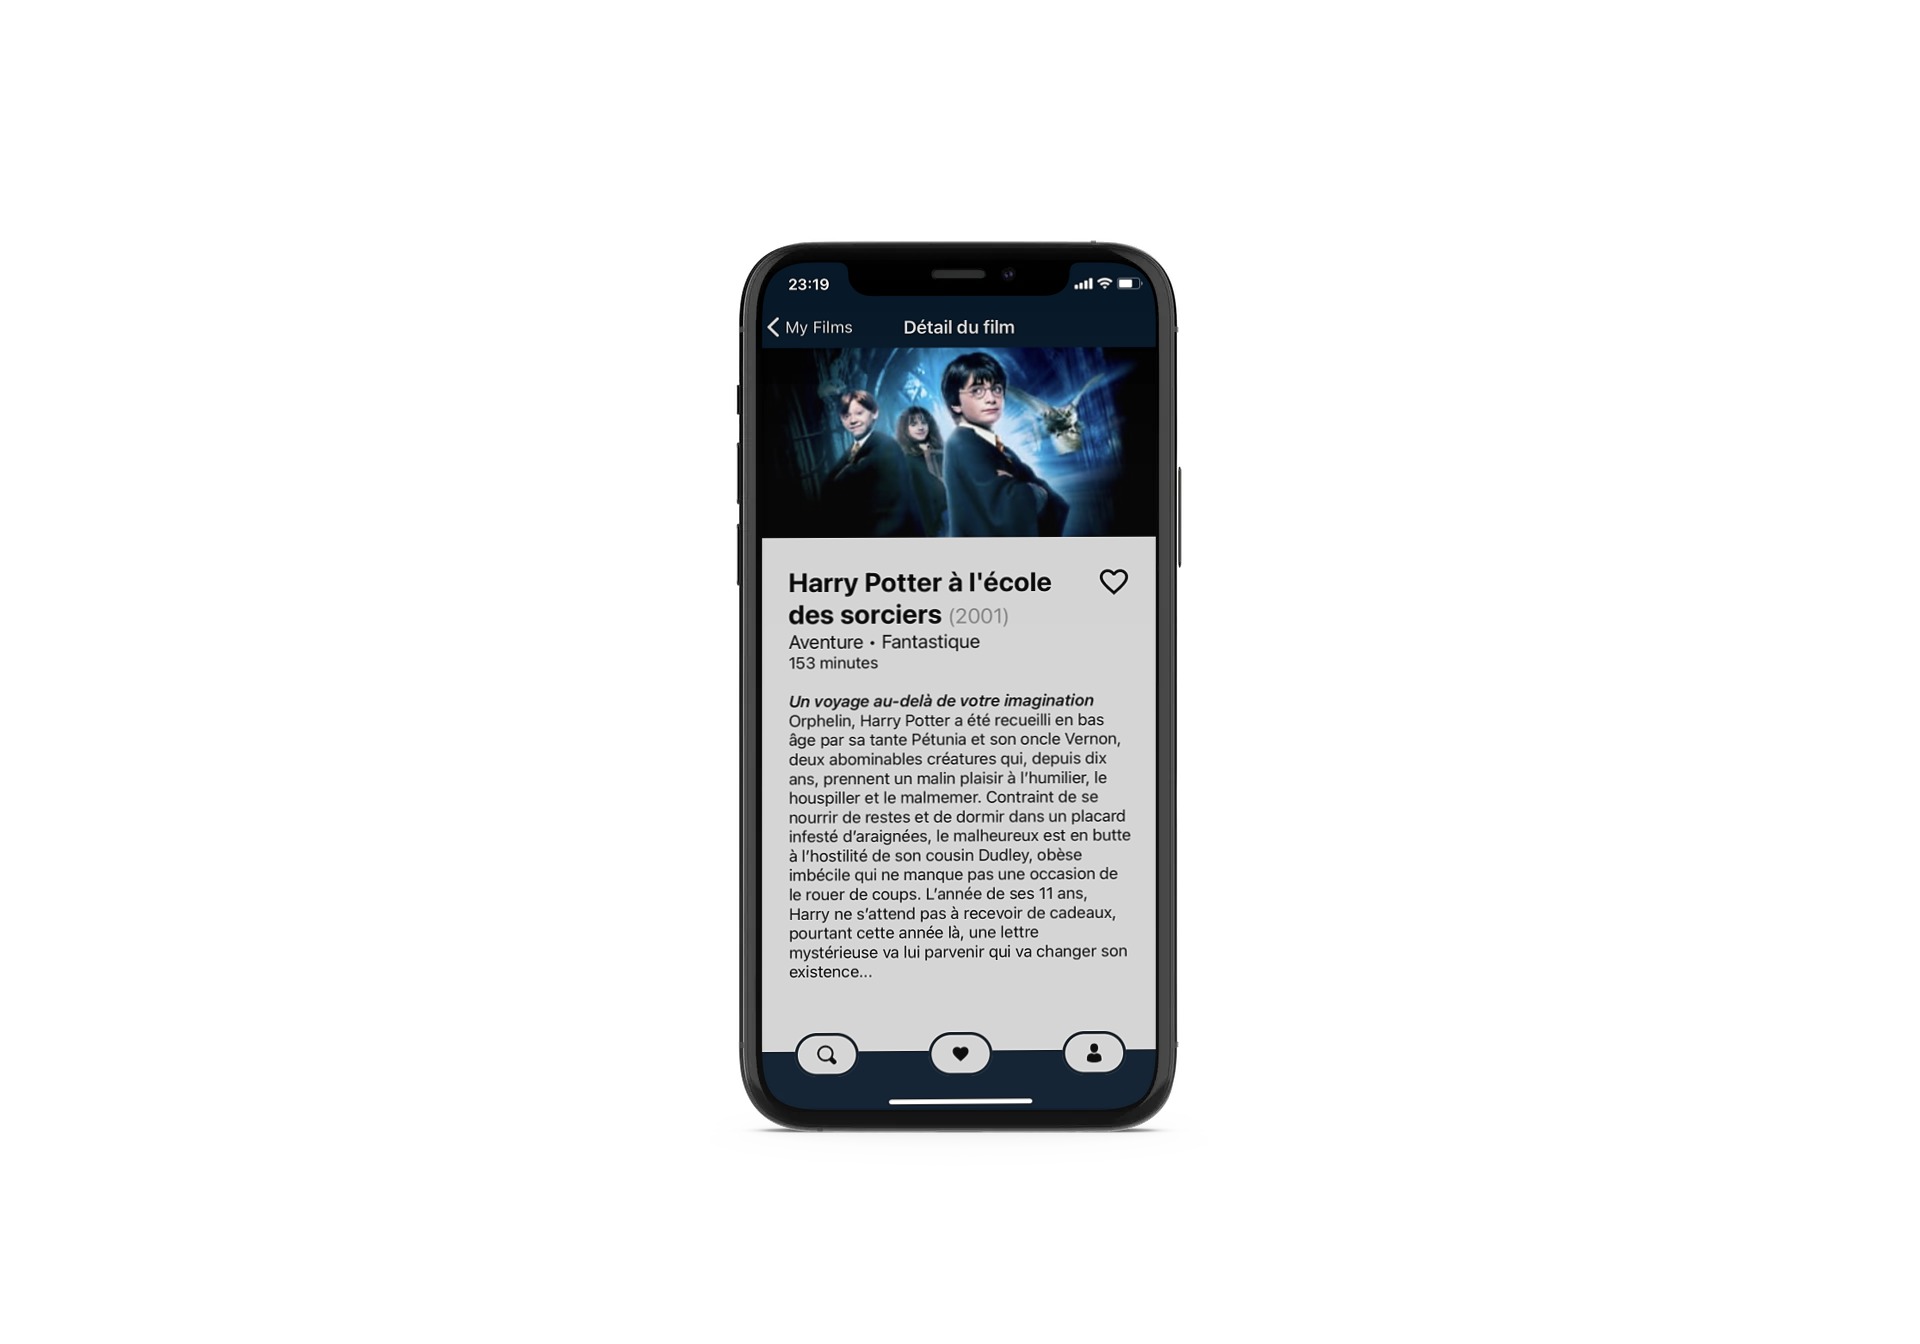 23:19
My Films
Détail du film
Harry Potter à l'école
des sorciers (2001)
Aventure • Fantastique
153 minutes
Un voyage au-delà de votre imagination
Orphelin, Harry Potter a été recueilli en bas
âge par sa tante Pétunia et son oncle Vernon,
deux abominables créatures qui, depuis dix
ans, prennent un malin plaisir à l’humilier, le
houspiller et le malmemer. Contraint de se
nourrir de restes et de dormir dans un placard
infesté d’araignées, le malheureux est en butte
à l’hostilité de son cousin Dudley, obèse
imbécile qui ne manque pas une occasion de
le rouer de coups. L’année de ses 11 ans,
Harry ne s’attend pas à recevoir de cadeaux,
pourtant cette année là, une lettre
mystérieuse va lui parvenir qui va changer son
existence...